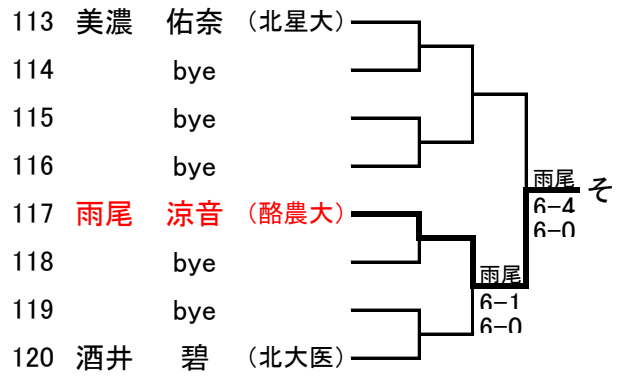 113 美濃 佑奈 (北星大)
114 bye
115 bye
116 bye
雨尾 そ
6-4
6-0
117 雨尾 涼音 (酪農大)
118 bye
雨尾
6-1
6-0
119 bye
120 酒井 碧 (北大医)